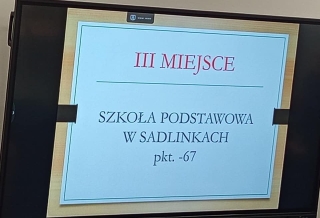 III MIEJSCE
SZKOŁA PODSTAWOWA
W SADLINKACH
pkt. -67